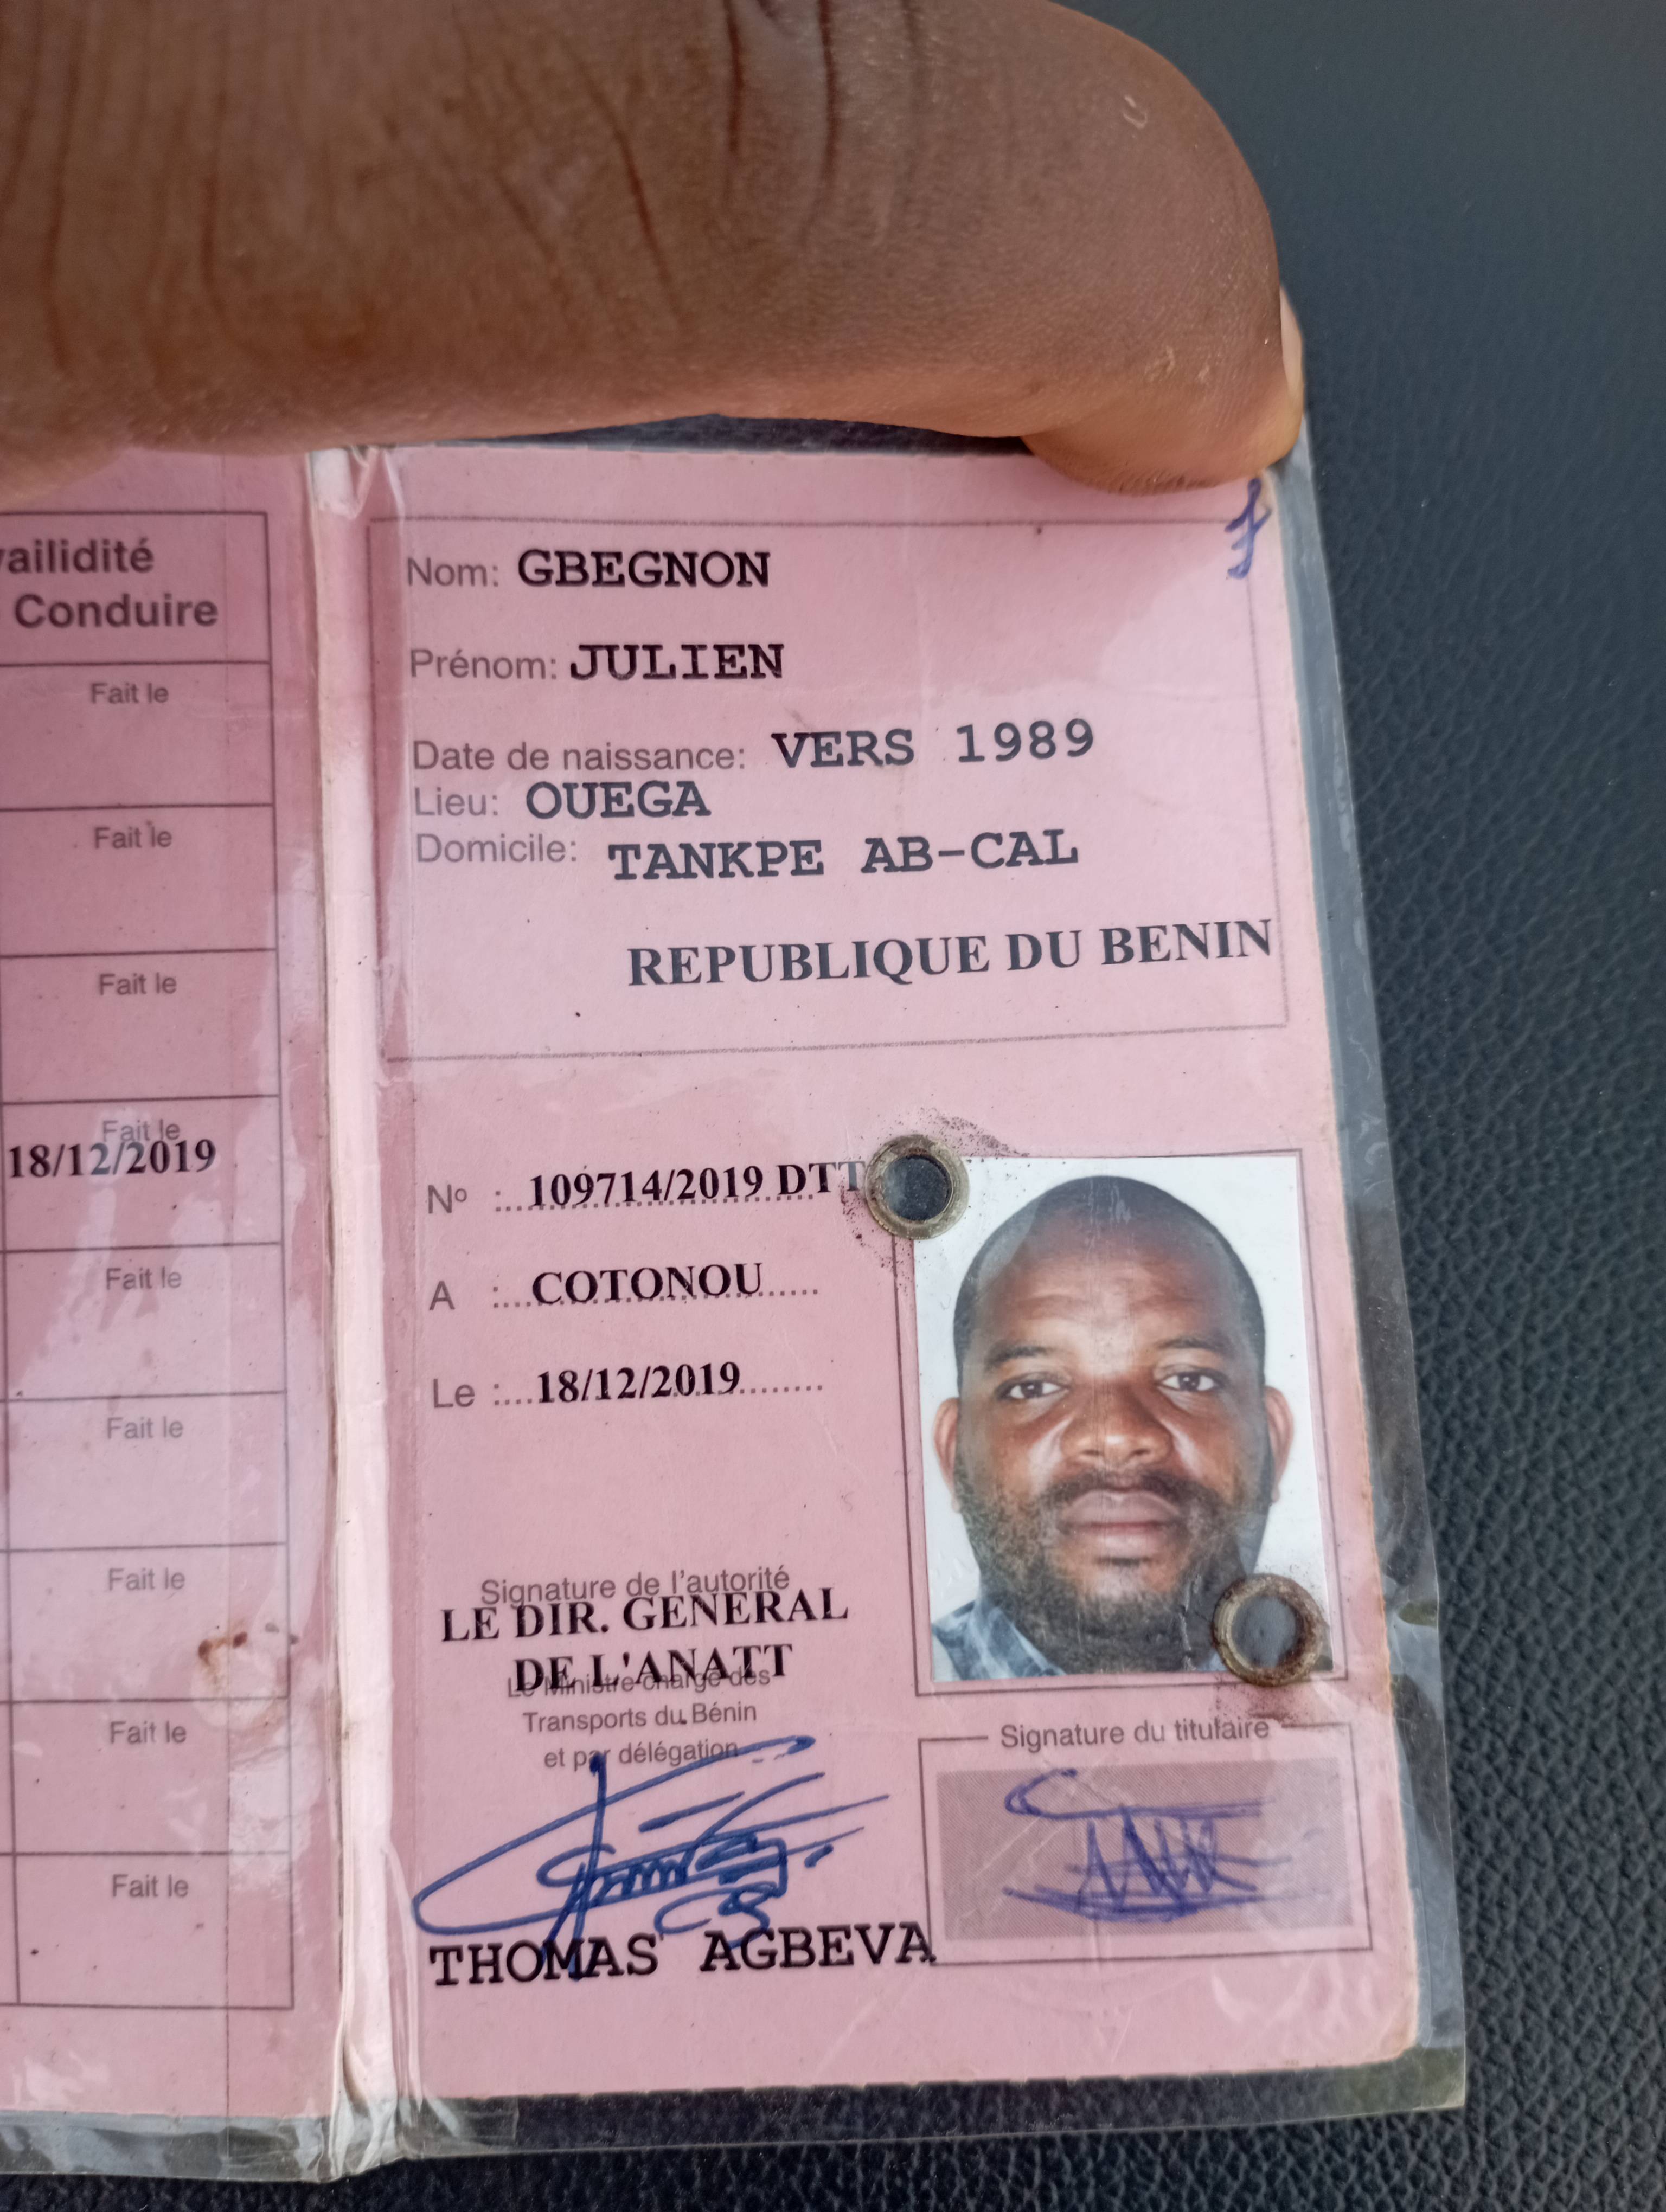 vailidité
Conduire
Fait le
Fait le
Fait le
Fait le
18/12/2019
Fait le
Fait le
Fait le
Fait le
Fait le
Nom: GBEGNON
Prénom: JULIEN
Date de naissance: VERS 1989
Lieu: OUEGA
Domicile: TANKPE AB-CAL
REPUBLIQUE DU BENIN
Nº : 109714/2019 DTT
A : COTONOU
Le : 18/12/2019
Signature de l'autorité
LE DIR. GENERAL
DE L'ANATT
Le Ministre chargé des
Transports du Bénin
et par délégation
THOMAS AGBEVA
Signature du titulaire